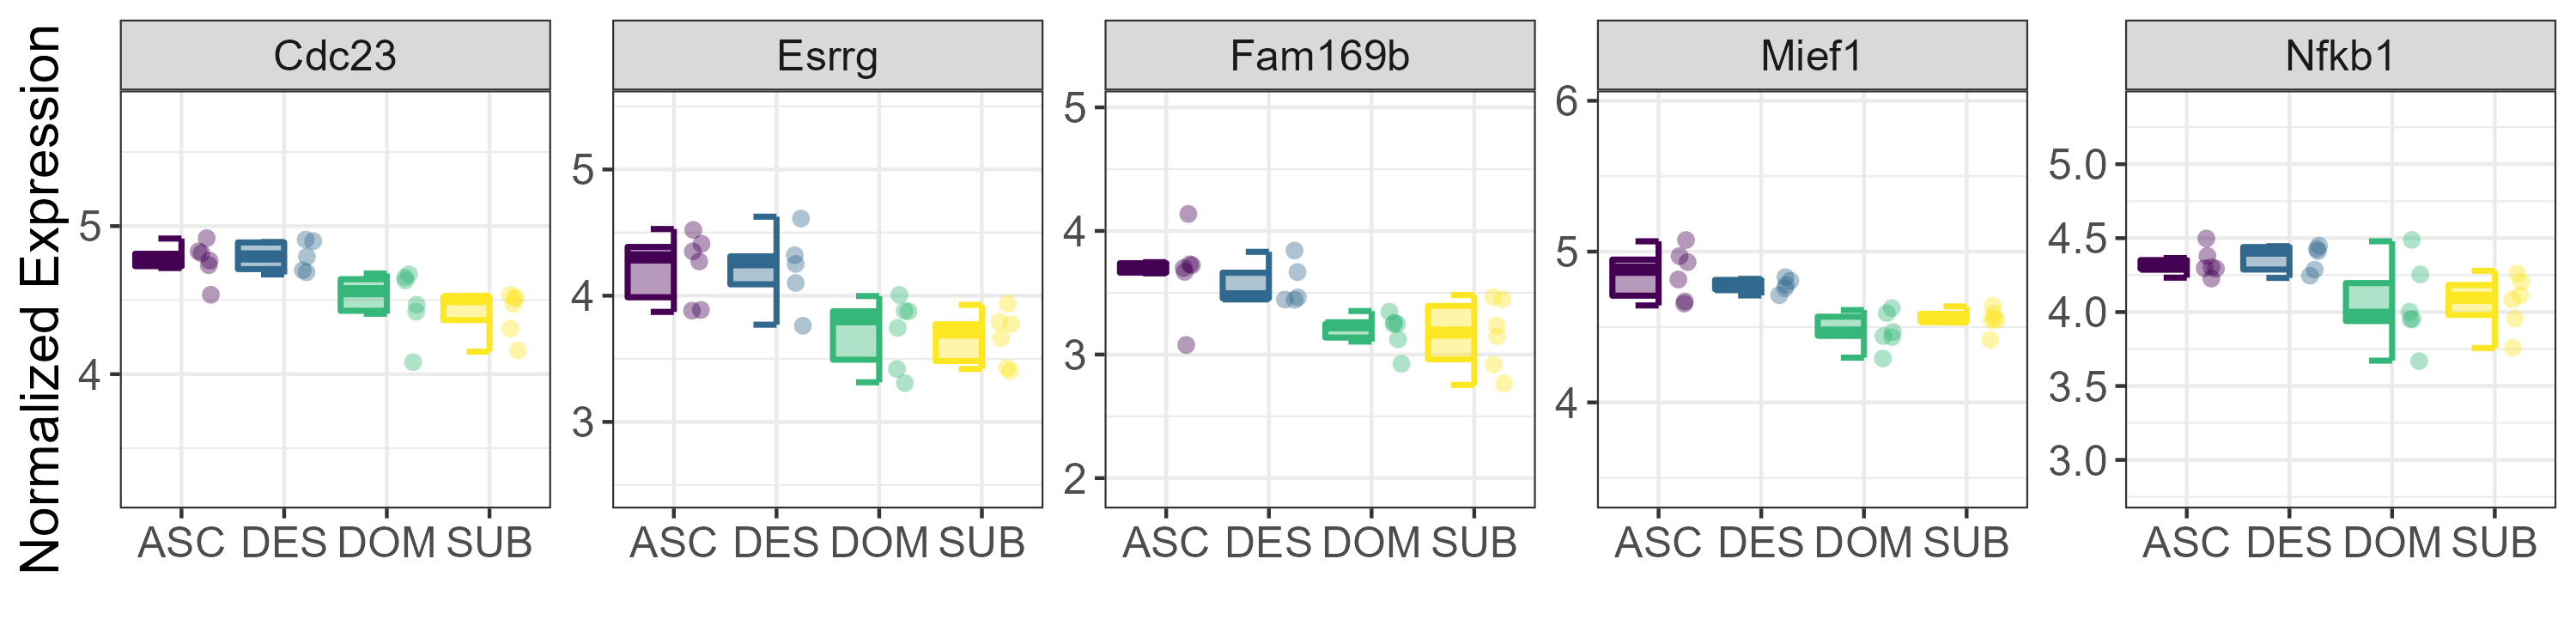 Normalized Expression
Cdc23
5
4
ASC DES DOM SUB
Esrrg
5
4
3
ASC DES DOM SUB
Fam169b
5
4
3
2
ASC DES DOM SUB
Mief1
6
5
4
ASC DES DOM SUB
Nfkb1
5.0
4.5
4.0
3.5
3.0
ASC DES DOM SUB